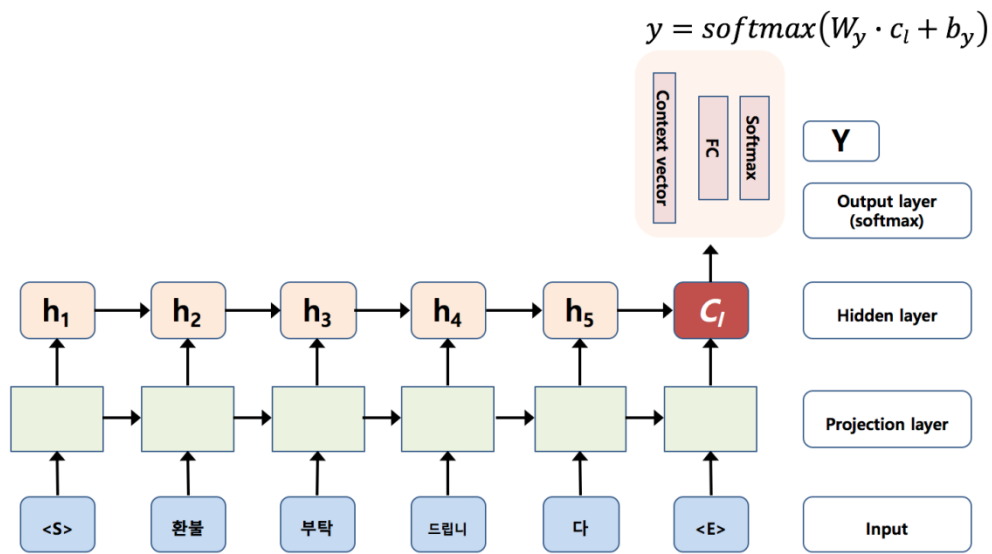 y = softmax(W_y · c_l + b_y)
Context vector
FC
Softmax
Y
Output layer
(softmax)
h₁
h₂
h₃
h₄
h₅
C_l
Hidden layer
Projection layer
<S>
환불
부탁
드립니
다
<E>
Input